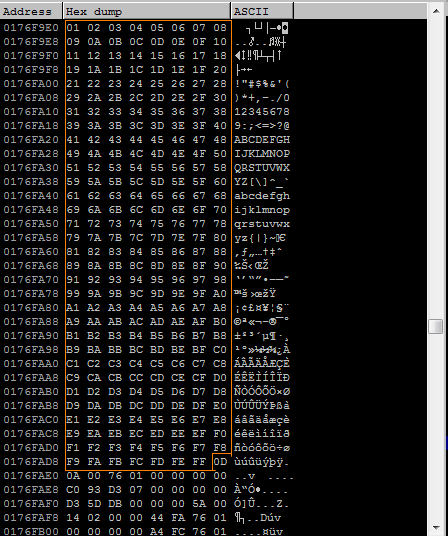 Address Hex dump ASCII
0176F9E0 01 02 03 04 05 06 07 08
0176F9E8 09 0A 0B 0C 0D 0E 0F 10
0176F9F0 11 12 13 14 15 16 17 18
0176F9F8 19 1A 1B 1C 1D 1E 1F 20
0176FA00 21 22 23 24 25 26 27 28 !"#$%&'(
0176FA08 29 2A 2B 2C 2D 2E 2F 30 )*+,-./0
0176FA10 31 32 33 34 35 36 37 38 12345678
0176FA18 39 3A 3B 3C 3D 3E 3F 40 9:;<=>?@
0176FA20 41 42 43 44 45 46 47 48 ABCDEFGH
0176FA28 49 4A 4B 4C 4D 4E 4F 50 IJKLMNOP
0176FA30 51 52 53 54 55 56 57 58 QRSTUVWX
0176FA38 59 5A 5B 5C 5D 5E 5F 60 YZ[\]^_`
0176FA40 61 62 63 64 65 66 67 68 abcdefgh
0176FA48 69 6A 6B 6C 6D 6E 6F 70 ijklmnop
0176FA50 71 72 73 74 75 76 77 78 qrstuvwx
0176FA58 79 7A 7B 7C 7D 7E 7F 80 yz{|}~⌂€
0176FA60 81 82 83 84 85 86 87 88 ‚ƒ„…†‡ˆ
0176FA68 89 8A 8B 8C 8D 8E 8F 90 ‰Š‹ŒŽ
0176FA70 91 92 93 94 95 96 97 98 ‘’“”•–—˜
0176FA78 99 9A 9B 9C 9D 9E 9F A0 ™š›œžŸ
0176FA80 A1 A2 A3 A4 A5 A6 A7 A8 ¡¢£¤¥¦§¨
0176FA88 A9 AA AB AC AD AE AF B0 ©ª«¬-®¯°
0176FA90 B1 B2 B3 B4 B5 B6 B7 B8 ±²³´µ¶·¸
0176FA98 B9 BA BB BC BD BE BF C0 ¹º»¼½¾¿À
0176FAA0 C1 C2 C3 C4 C5 C6 C7 C8 ÁÂÃÄÅÆÇÈ
0176FAA8 C9 CA CB CC CD CE CF D0 ÉÊËÌÍÎÏÐ
0176FAB0 D1 D2 D3 D4 D5 D6 D7 D8 ÑÒÓÔÕÖ×Ø
0176FAB8 D9 DA DB DC DD DE DF E0 ÙÚÛÜÝÞßà
0176FAC0 E1 E2 E3 E4 E5 E6 E7 E8 áâãäåæçè
0176FAC8 E9 EA EB EC ED EE EF F0 éêëìíîïð
0176FAD0 F1 F2 F3 F4 F5 F6 F7 F8 ñòóôõö÷ø
0176FAD8 F9 FA FB FC FD FE FF 0D ùúûüýþÿ.
0176FAE0 0A 00 76 01 00 00 00 00 ..v .....
0176FAE8 C0 93 D3 07 00 00 00 00
0176FAF0 D3 5D DB 00 00 00 5A 00 Ó]Û...Z.
0176FAF8 14 02 00 00 44 FA 76 01
0176FB00 00 00 00 00 A4 FC 76 01